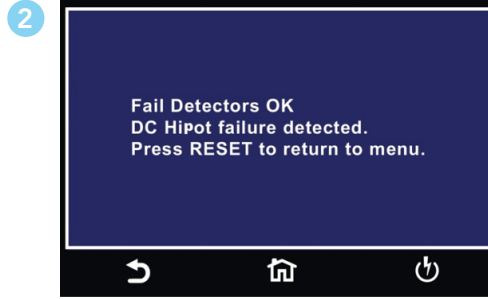 2
Fail Detectors OK
DC Hipot failure detected.
Press RESET to return to menu.